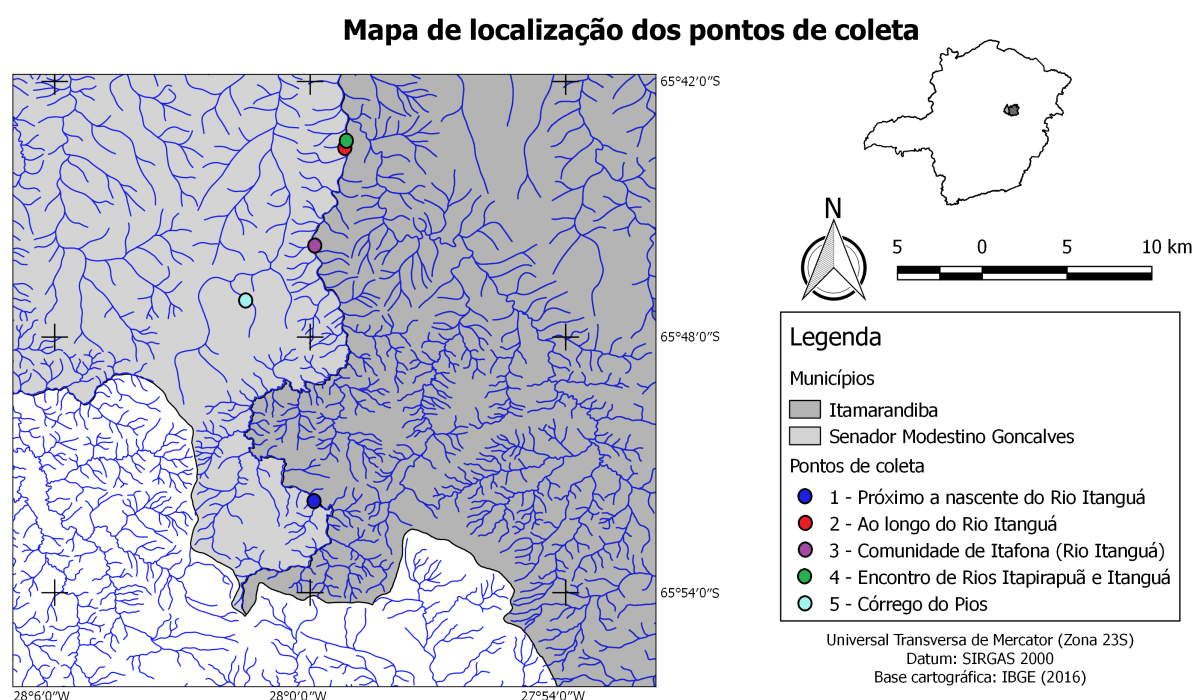 Mapa de localização dos pontos de coleta
65°42′0″S
65°48′0″S
65°54′0″S
28°6′0″W
28°0′0″W
27°54′0″W
N
5 0 5 10 km
Legenda
Municípios
Itamarandiba
Senador Modestino Goncalves
Pontos de coleta
1 - Próximo a nascente do Rio Itanguá
2 - Ao longo do Rio Itanguá
3 - Comunidade de Itafona (Rio Itanguá)
4 - Encontro de Rios Itapirapuã e Itanguá
5 - Córrego do Pios
Universal Transversa de Mercator (Zona 23S)
Datum: SIRGAS 2000
Base cartográfica: IBGE (2016)